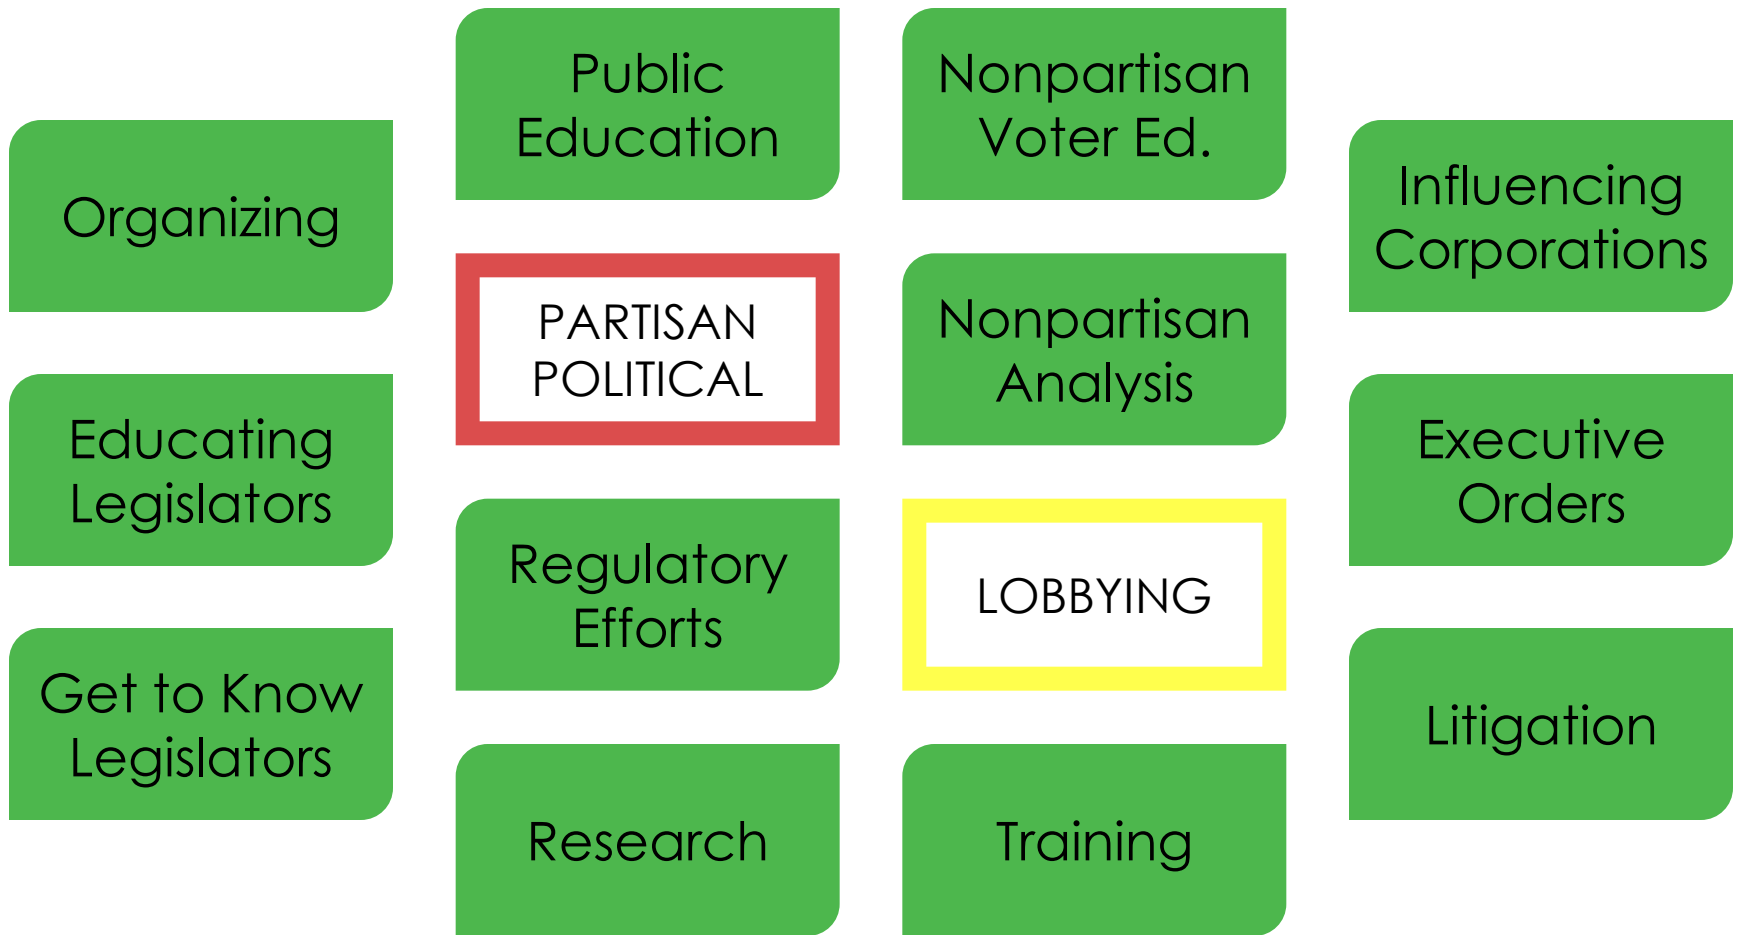 Organizing
Educating
Legislators
Get to Know
Legislators
Public
Education
PARTISAN
POLITICAL
Regulatory
Efforts
Research
Nonpartisan
Voter Ed.
Nonpartisan
Analysis
LOBBYING
Training
Influencing
Corporations
Executive
Orders
Litigation